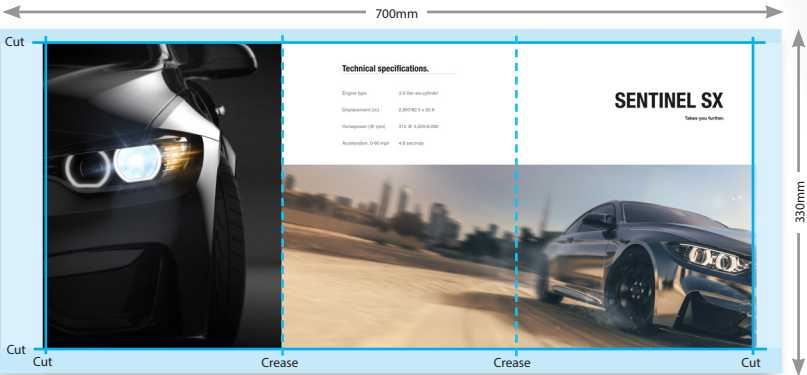 700mm
Cut
Technical specifications.
Engine type 3.0 liter six-cylinder
Displacement (cc)
Horsepower (@ rpm)
Acceleration, 0-60 mph 4.8 seconds
SENTINEL SX
Takes you further.
330mm
Cut
Cut Crease Crease Cut